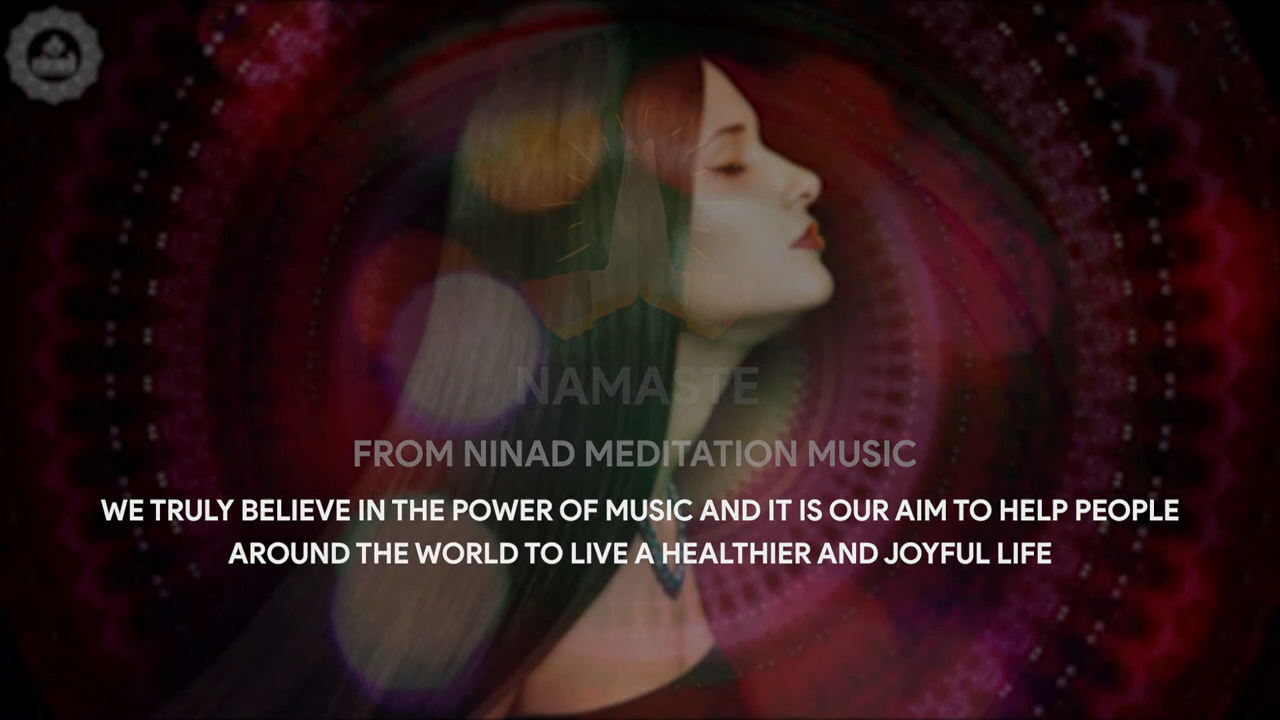 NAMASTE
FROM NINAD MEDITATION MUSIC
WE TRULY BELIEVE IN THE POWER OF MUSIC AND IT IS OUR AIM TO HELP PEOPLE
AROUND THE WORLD TO LIVE A HEALTHIER AND JOYFUL LIFE